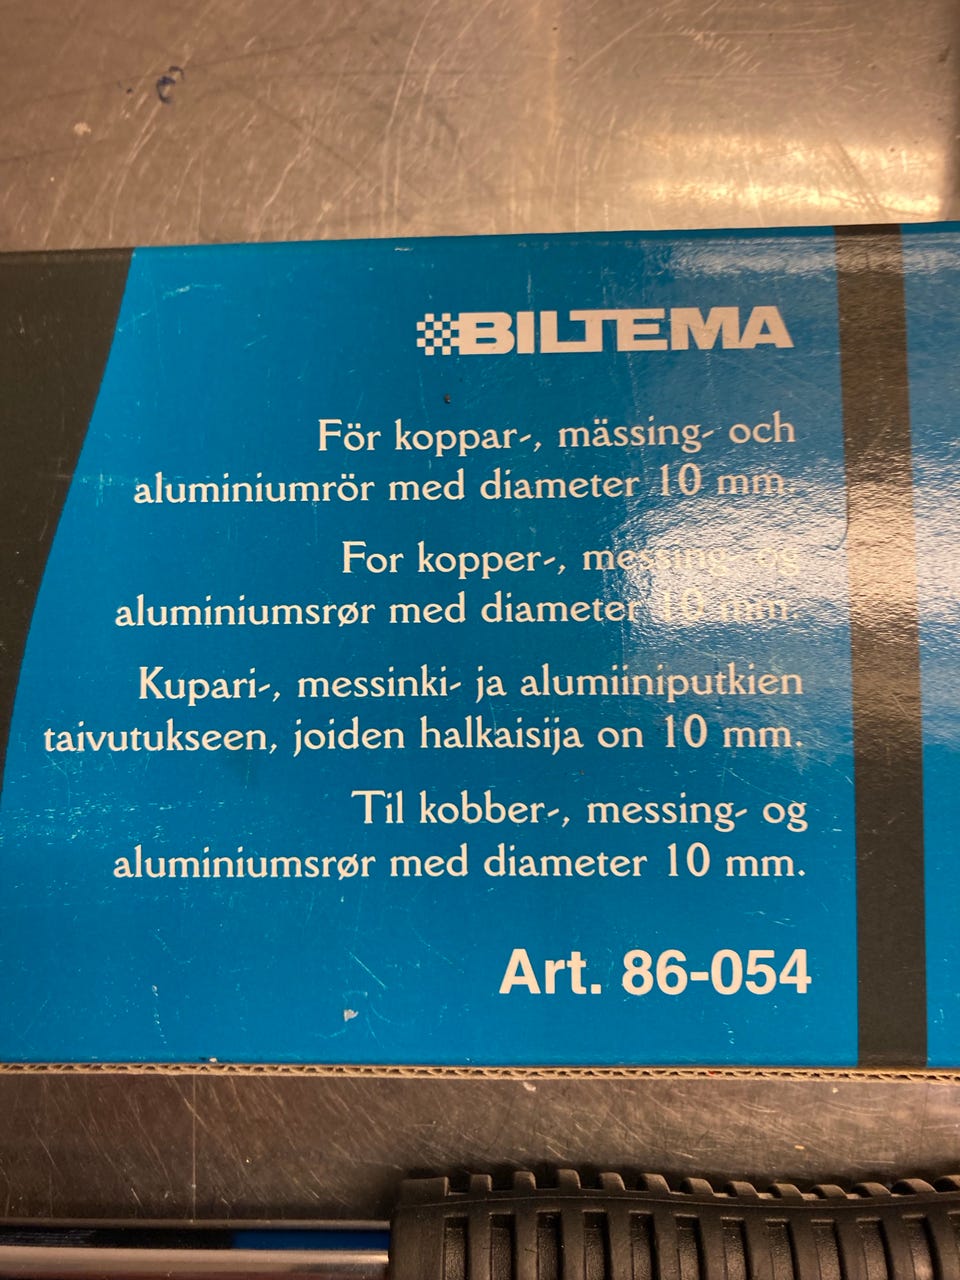 BILTEMA
För koppar-, mässing- och
aluminiumrör med diameter 10 mm.
For kopper-, messing- og
aluminiumsrør med diameter 10 mm.
Kupari-, messinki- ja alumiiniputkien
taivutukseen, joiden halkaisija on 10 mm.
Til kobber-, messing- og
aluminiumsrør med diameter 10 mm.
Art. 86-054